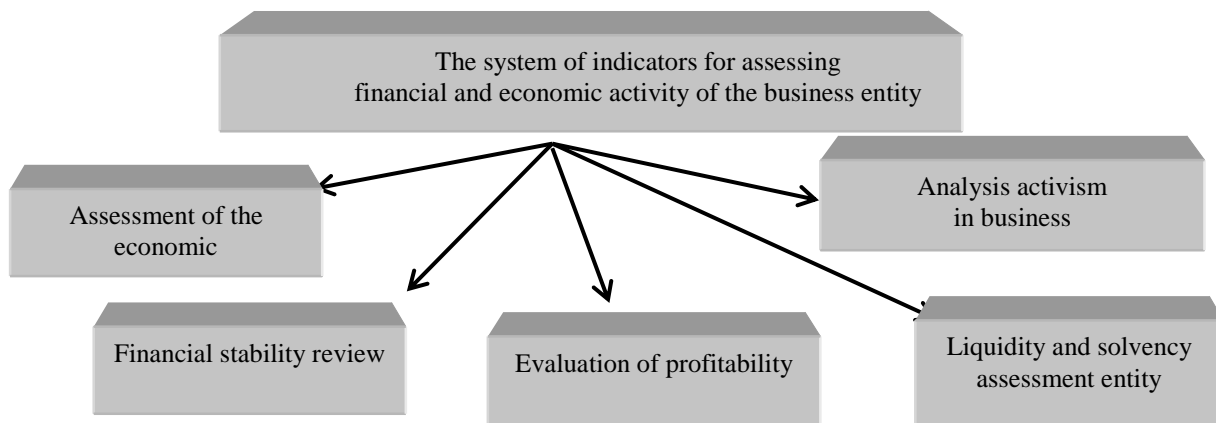 The system of indicators for assessing
financial and economic activity of the business entity
Assessment of the
economic
Analysis activism
in business
Financial stability review
Evaluation of profitability
Liquidity and solvency
assessment entity